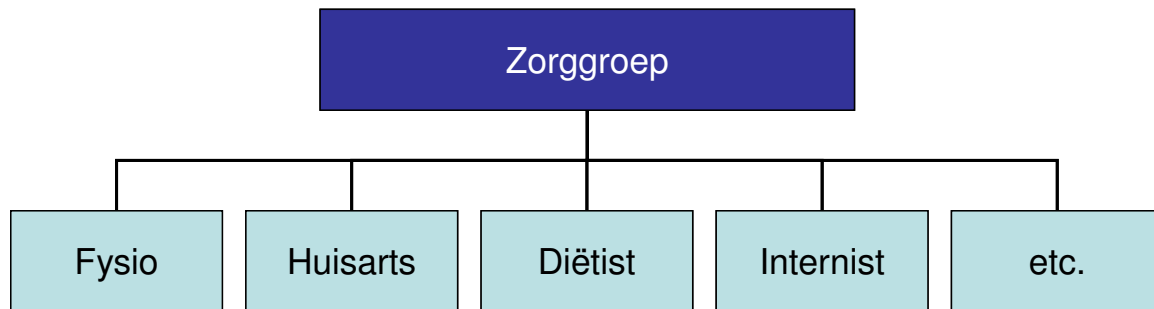 Zorggroep
Fysio
Huisarts
Diëtist
Internist
etc.